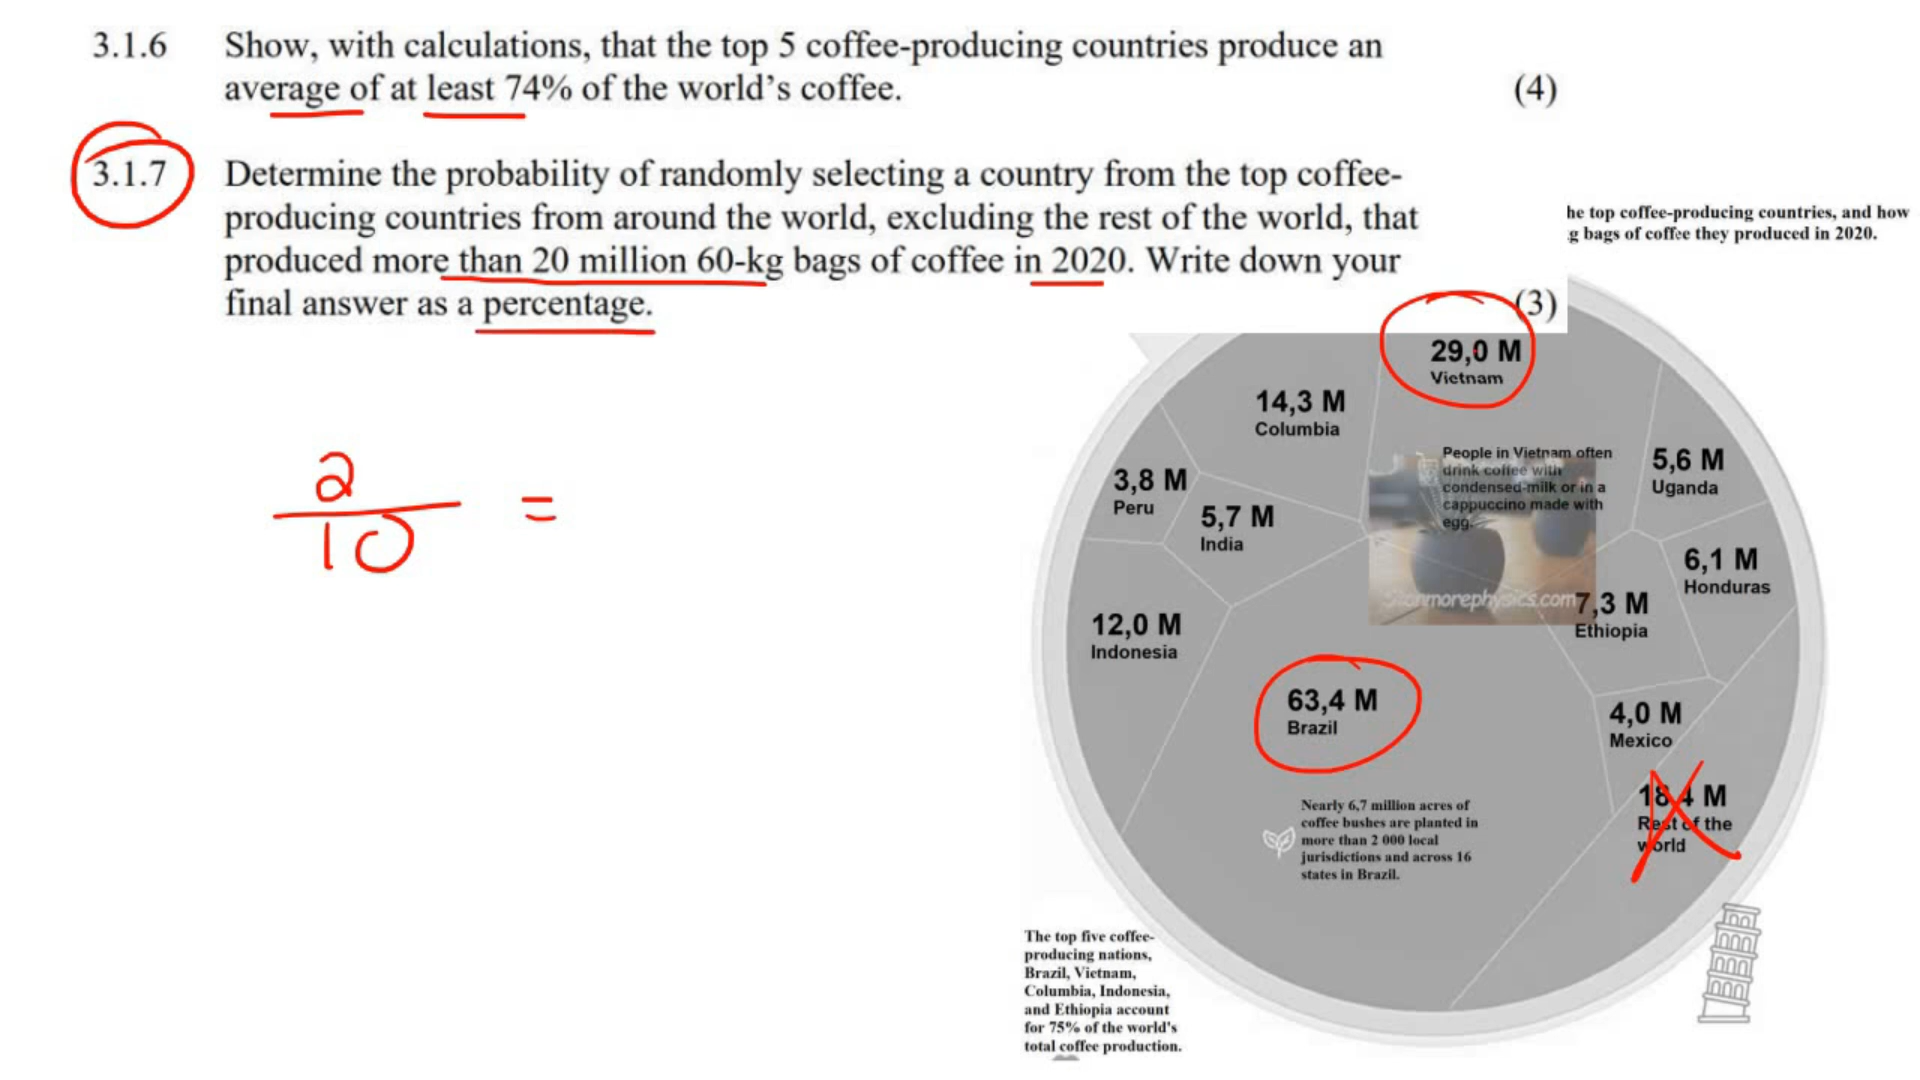 3.1.6 Show, with calculations, that the top 5 coffee-producing countries produce an
average of at least 74% of the world's coffee. (4)
3.1.7 Determine the probability of randomly selecting a country from the top coffee-
producing countries from around the world, excluding the rest of the world, that
produced more than 20 million 60-kg bags of coffee in 2020. Write down your
final answer as a percentage. (3)
he top coffee-producing countries, and how
g bags of coffee they produced in 2020.
2
10
=
29,0 M
Vietnam
14,3 M
Columbia
People in Vietnam often
drink coffee with
condensed-milk or in a
cappuccino made with
egg.
5,6 M
Uganda
3,8 M
Peru
5,7 M
India
6,1 M
Honduras
7,3 M
Ethiopia
12,0 M
Indonesia
63,4 M
Brazil
4,0 M
Mexico
18,4 M
Rest of the
world
Nearly 6,7 million acres of
coffee bushes are planted in
more than 2 000 local
jurisdictions and across 16
states in Brazil.
The top five coffee-
producing nations,
Brazil, Vietnam,
Columbia, Indonesia,
and Ethiopia account
for 75% of the world's
total coffee production.